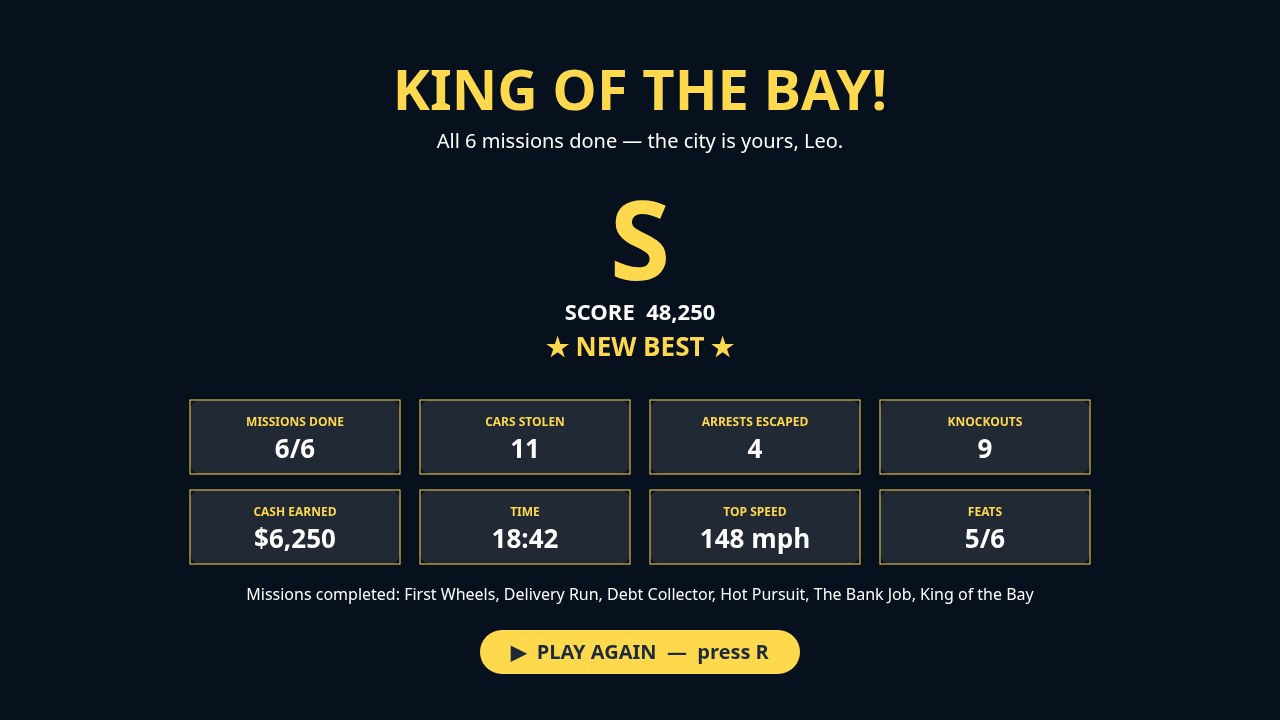 KING OF THE BAY!
All 6 missions done — the city is yours, Leo.
S
SCORE 48,250
★ NEW BEST ★
MISSIONS DONE
6/6
CARS STOLEN
11
ARRESTS ESCAPED
4
KNOCKOUTS
9
CASH EARNED
$6,250
TIME
18:42
TOP SPEED
148 mph
FEATS
5/6
Missions completed: First Wheels, Delivery Run, Debt Collector, Hot Pursuit, The Bank Job, King of the Bay
▶ PLAY AGAIN — press R